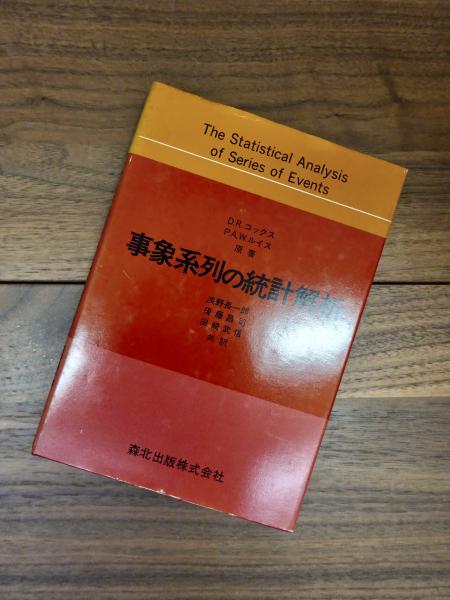 The Statistical Analysis
of Series of Events
D.R.コックス
P.A.W.ルイス
原著
事象系列の統計解析
浅野長一郎
後藤昌司
田崎武信
共訳
森北出版株式会社